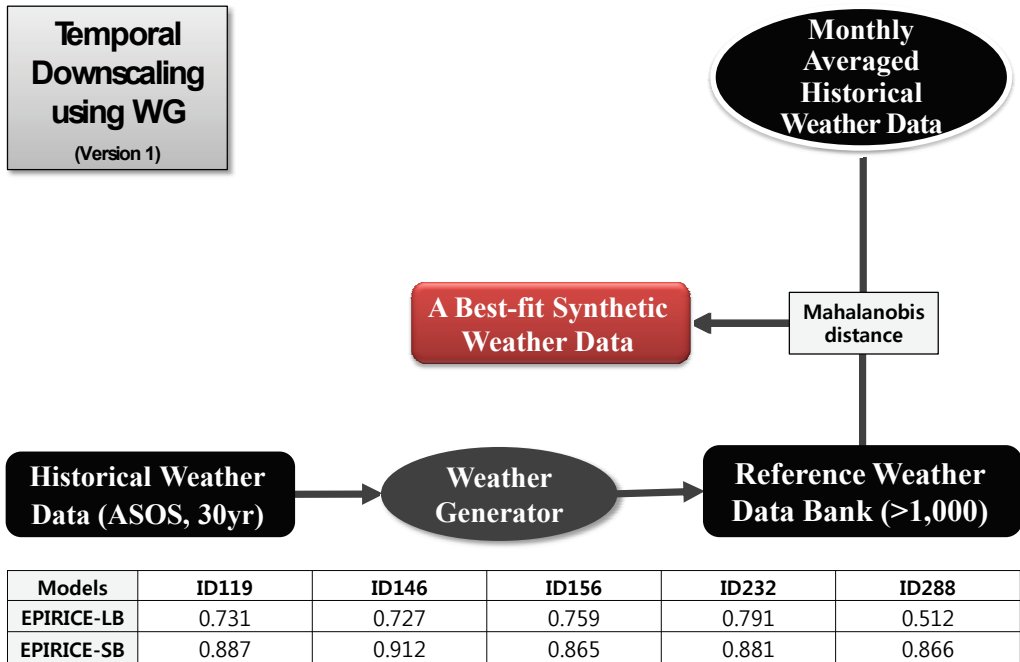 Temporal
Downscaling
using WG
(Version 1)
Monthly
Averaged
Historical
Weather Data
A Best-fit Synthetic
Weather Data
Mahalanobis
distance
Historical Weather
Data (ASOS, 30yr)
Weather
Generator
Reference Weather
Data Bank (>1,000)
Models ID119 ID146 ID156 ID232 ID288
EPIRICE-LB 0.731 0.727 0.759 0.791 0.512
EPIRICE-SB 0.887 0.912 0.865 0.881 0.866